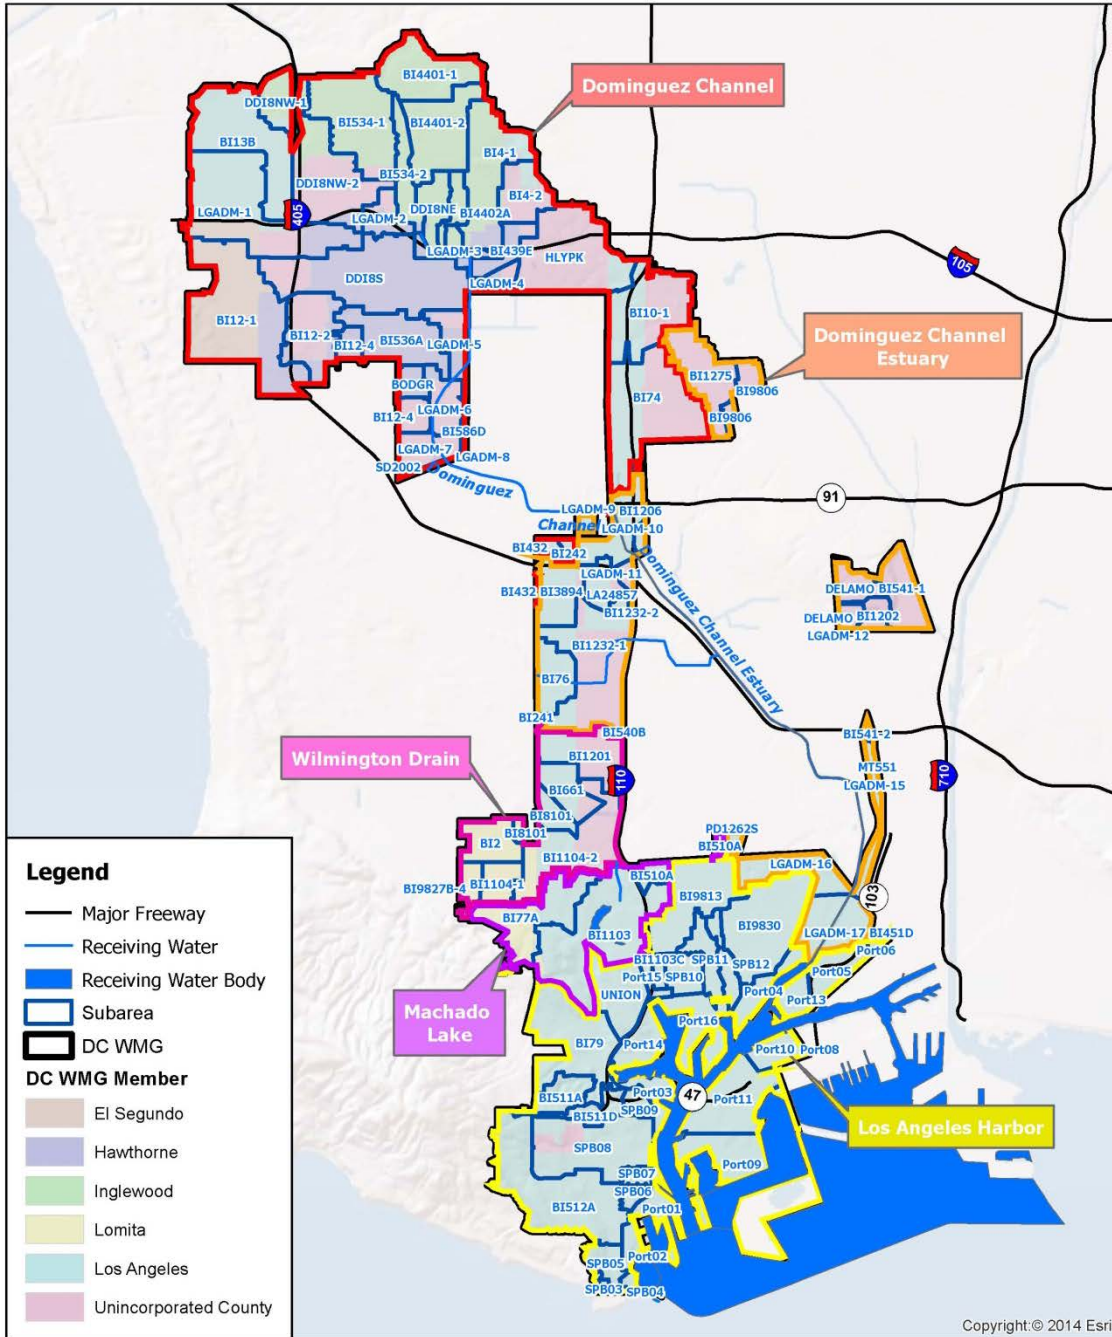 BI4401-1
Dominguez Channel
DDI8NW-1
BI534-1
BI4401-2
BI13B
BI4-1
BI534-2
DDI8NW-2
BI4-2
DDI8NE
LGADM-1
405
LGADM-2
BI4402A
LGADM-3
BI439E
HLYPK
105
DDI8S
LGADM-4
BI10-1
BI12-1
BI12-2
BI12-4
BI536A
LGADM-5
Dominguez Channel
Estuary
BI1275
BI9806
BODGR
BI74
BI12-4
LGADM-6
BI9806
BI586D
LGADM-7
LGADM-8
SD2002
Dominguez
91
LGADM-9
BI1206
Channel
LGADM-10
BI432
BI242
LGADM-11
Dominguez Channel Estuary
BI432
BI3894
LA24857
BI1232-2
DELAMO
BI541-1
DELAMO
BI1202
LGADM-12
BI1232-1
BI76
BI241
BI540B
BI541-2
Wilmington Drain
BI1201
MT551
110
710
LGADM-15
BI661
BI8101
BI8101
BI2
PD1262S
BI510A
BI1104-2
LGADM-16
BI9827B-4
BI1104-1
BI510A
BI9813
103
BI77A
BI1103
BI9830
LGADM-17
BI451D
Port06
BI1103C
SPB11
SPB12
Port15
SPB10
Port05
Machado
Lake
UNION
Port04
Port13
Port16
BI79
Port14
Port10
Port08
BI511A
Port03
47
Port11
BI511D
SPB09
Los Angeles Harbor
SPB08
Port09
SPB07
SPB06
BI512A
Port01
SPB05
Port02
SPB03
SPB04
Legend
Major Freeway
Receiving Water
Receiving Water Body
Subarea
DC WMG
DC WMG Member
El Segundo
Hawthorne
Inglewood
Lomita
Los Angeles
Unincorporated County
Copyright:© 2014 Esri